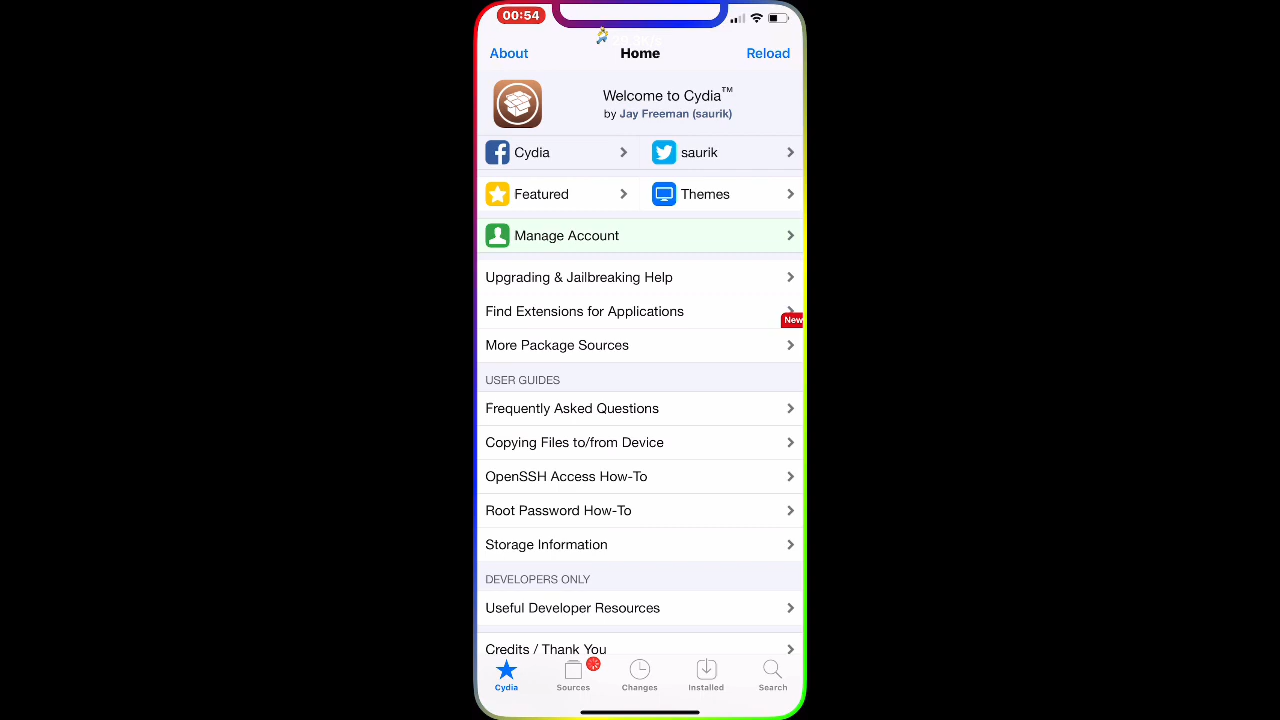 00:54
About
Home
Reload
Welcome to Cydia™
by Jay Freeman (saurik)
Cydia
saurik
Featured
Themes
Manage Account
Upgrading & Jailbreaking Help
Find Extensions for Applications
New
More Package Sources
USER GUIDES
Frequently Asked Questions
Copying Files to/from Device
OpenSSH Access How-To
Root Password How-To
Storage Information
DEVELOPERS ONLY
Useful Developer Resources
Credits / Thank You
Cydia
Sources
Changes
Installed
Search